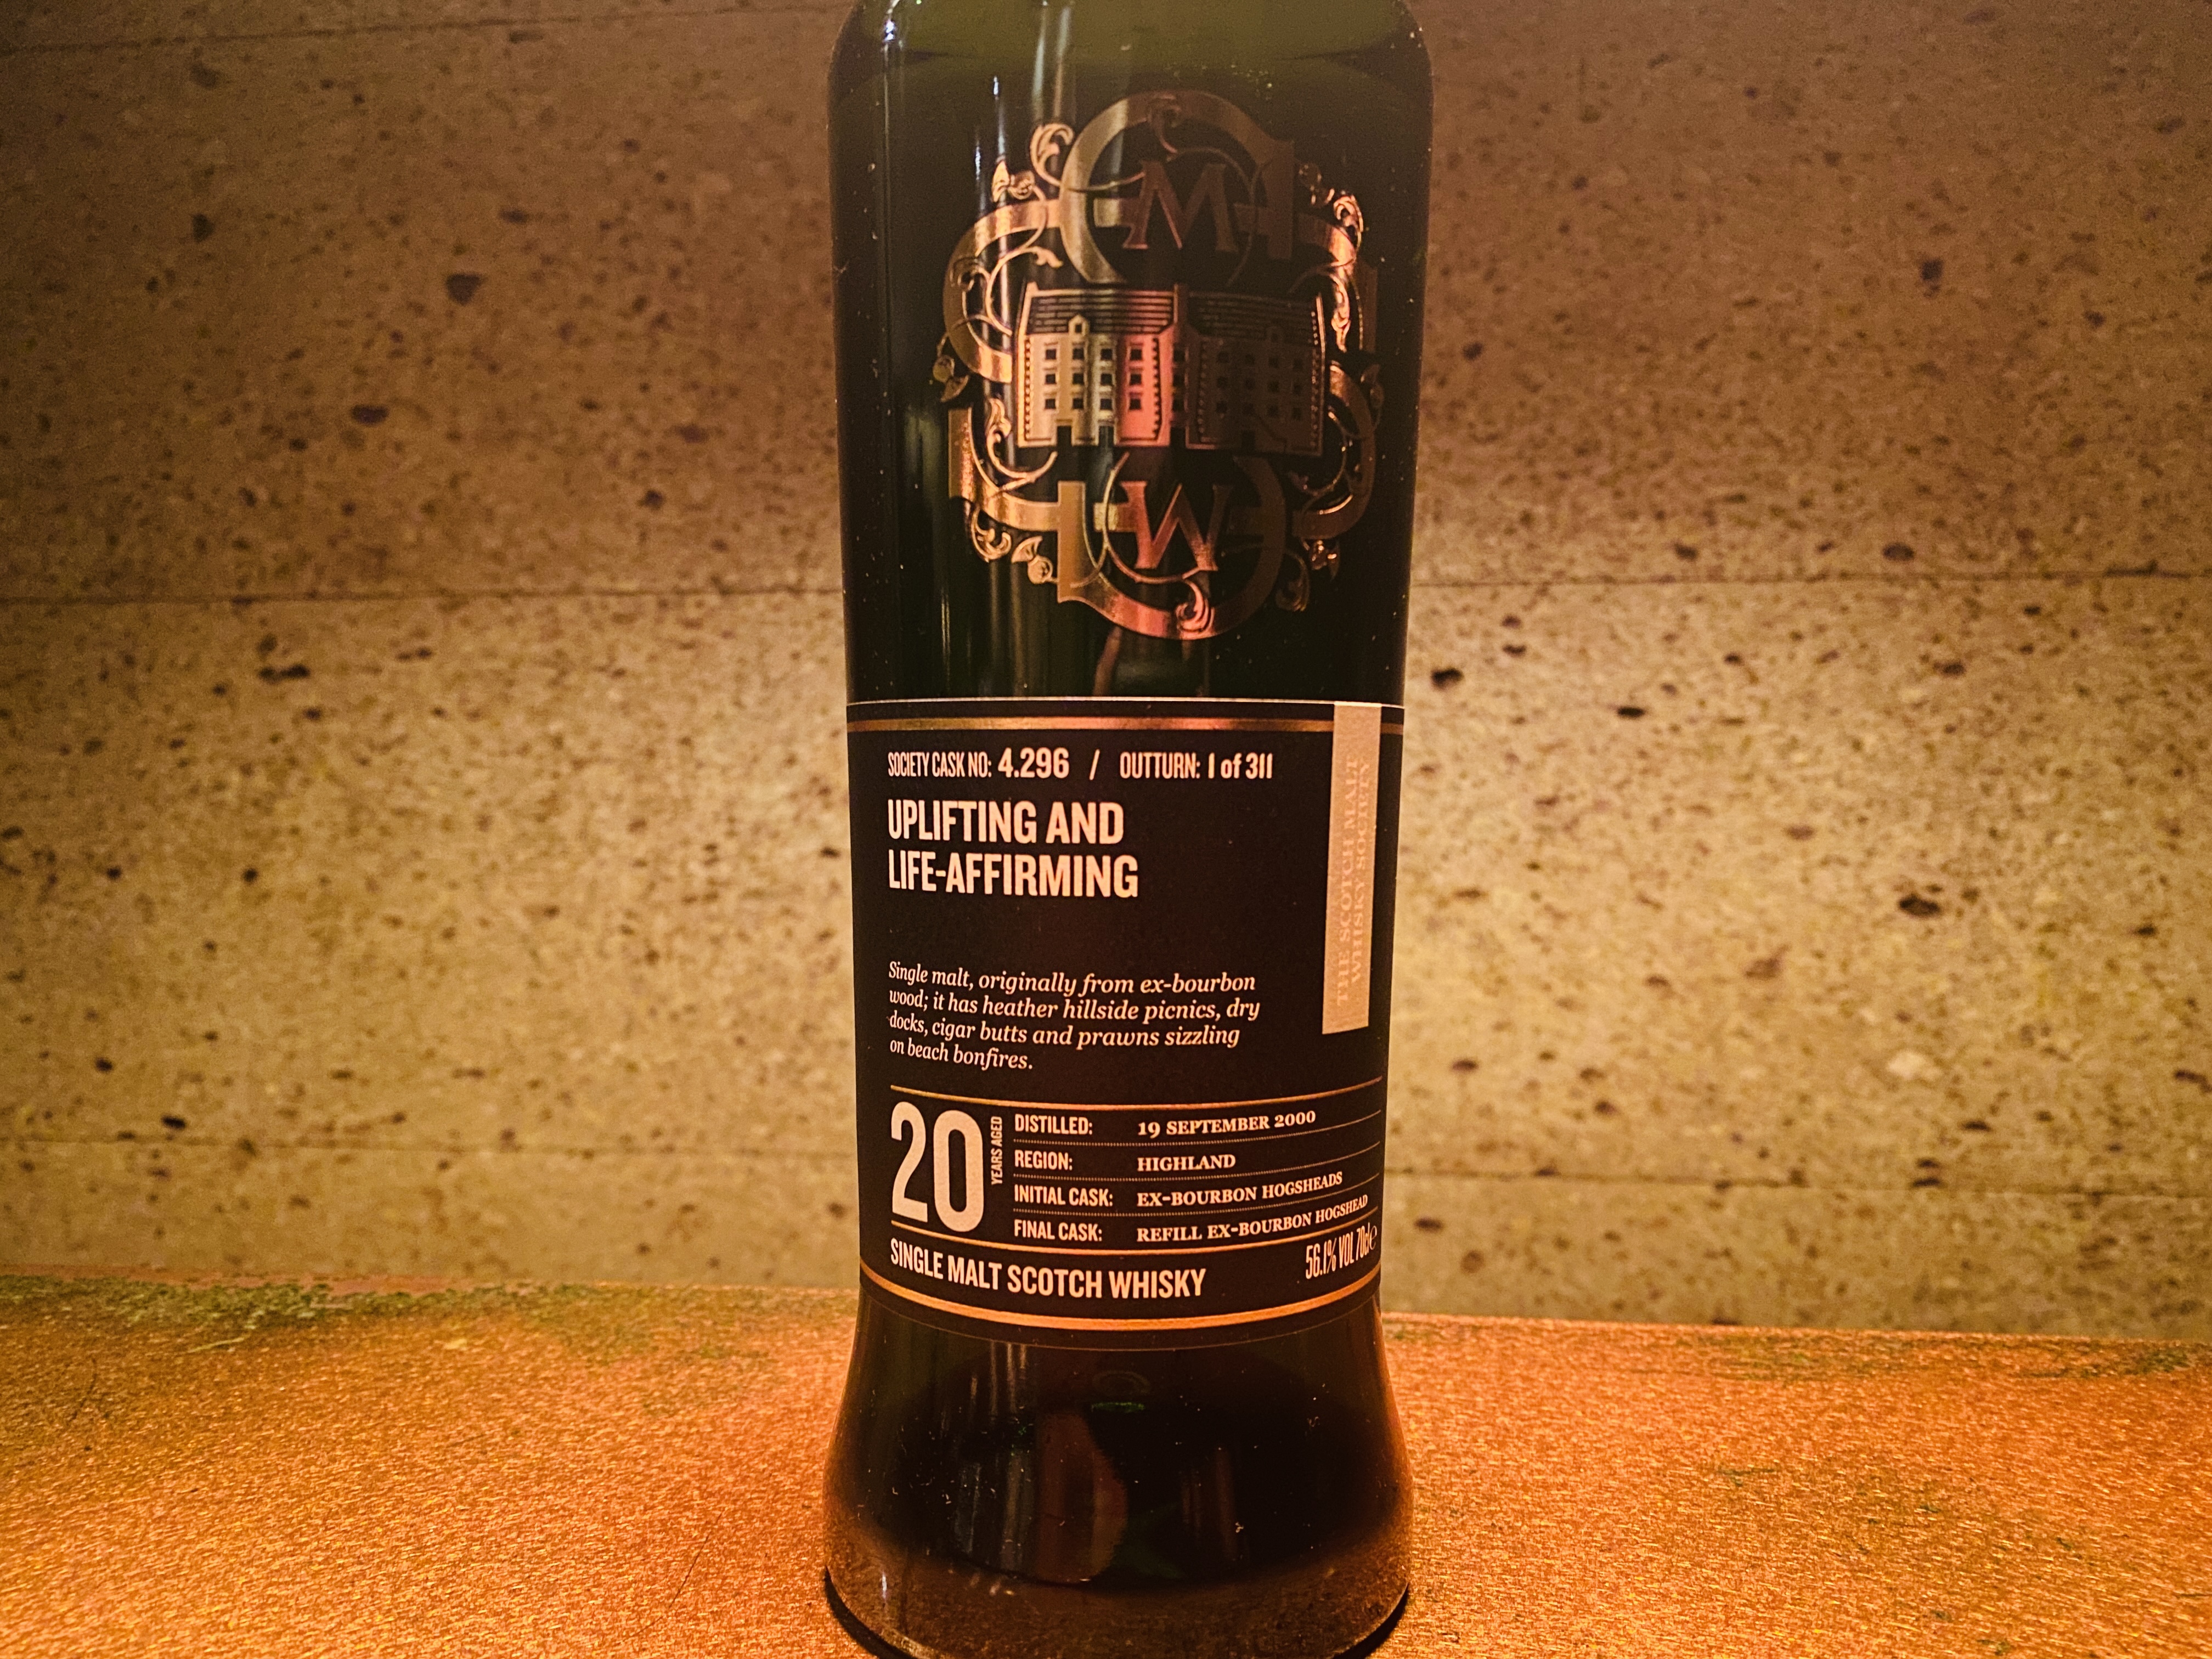 M
W
SOCIETY CASK NO: 4.296 / OUTTURN: 1 of 311
UPLIFTING AND
LIFE-AFFIRMING
THE SCOTCH MALT
WHISKY SOCIETY
Single malt, originally from ex-bourbon
wood; it has heather hillside picnics, dry
docks, cigar butts and prawns sizzling
on beach bonfires.
20 YEARS AGED
DISTILLED: 19 SEPTEMBER 2000
REGION: HIGHLAND
INITIAL CASK: EX-BOURBON HOGSHEADS
FINAL CASK: REFILL EX-BOURBON HOGSHEAD
SINGLE MALT SCOTCH WHISKY 56.1% VOL 70cl e